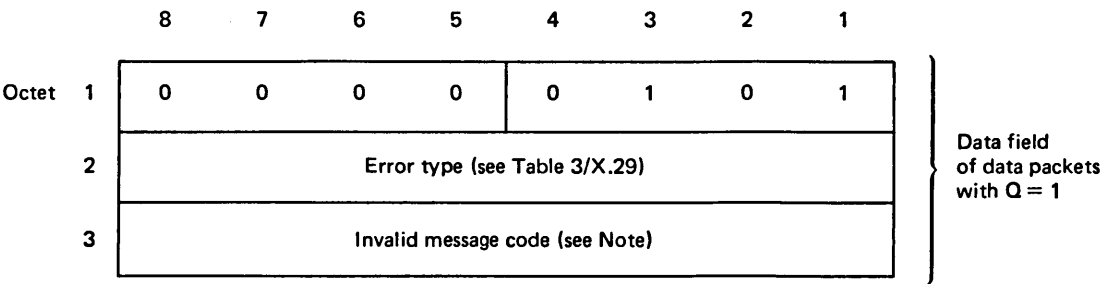 8 7 6 5 4 3 2 1
Octet 1 0 0 0 0 0 1 0 1
2 Error type (see Table 3/X.29)
3 Invalid message code (see Note)
Data field
of data packets
with Q = 1